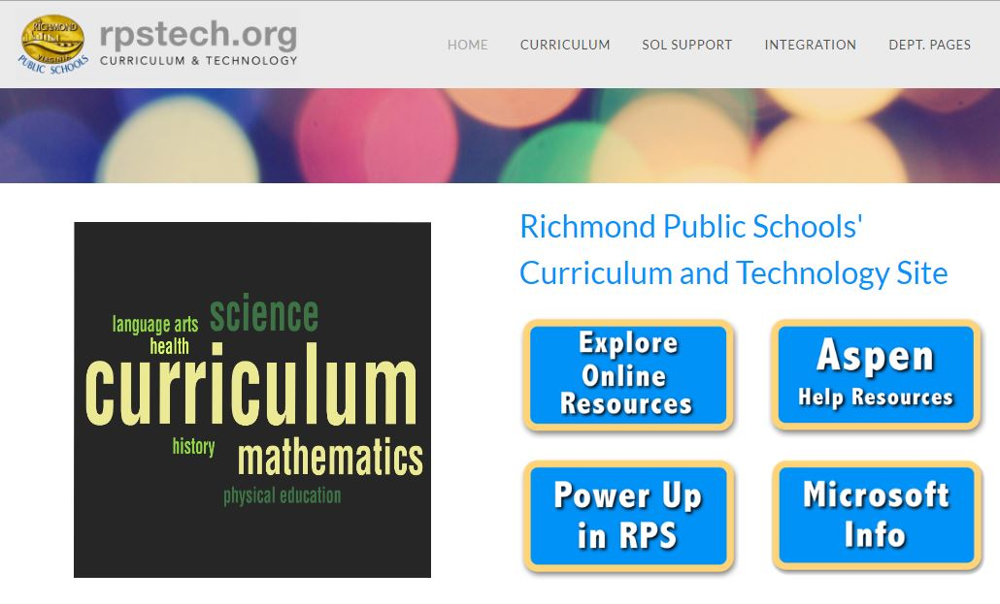 RICHMOND
VIRGINIA
PUBLIC SCHOOLS
rpstech.org
CURRICULUM & TECHNOLOGY
HOME CURRICULUM SOL SUPPORT INTEGRATION DEPT. PAGES
language arts science
health
curriculum
history
mathematics
physical education
Richmond Public Schools'
Curriculum and Technology Site
Explore
Online
Resources
Aspen
Help Resources
Power Up
in RPS
Microsoft
Info